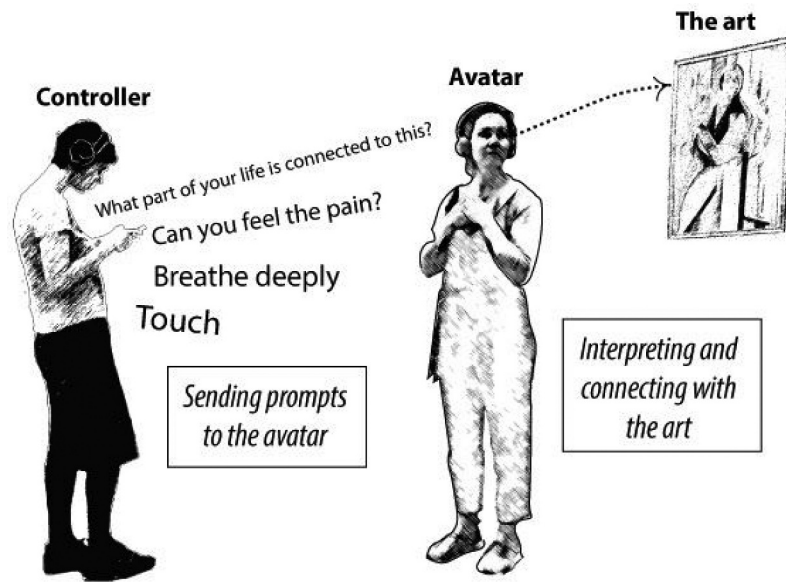 The art
Avatar
Controller
What part of your life is connected to this?
Can you feel the pain?
Breathe deeply
Touch
Sending prompts
to the avatar
Interpreting and
connecting with
the art